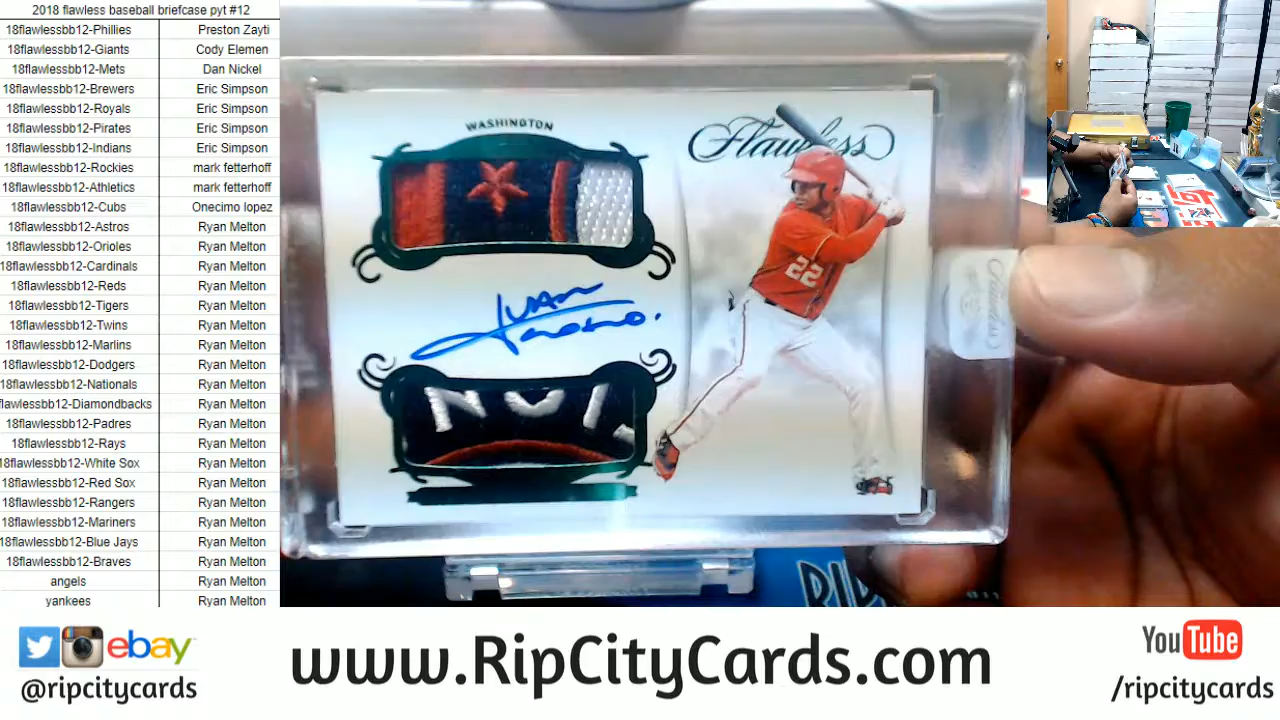 2018 flawless baseball briefcase pyt #12
18flawlessbb12-Phillies Preston Zayti
18flawlessbb12-Giants Cody Elemen
18flawlessbb12-Mets Dan Nickel
18flawlessbb12-Brewers Eric Simpson
18flawlessbb12-Royals Eric Simpson
18flawlessbb12-Pirates Eric Simpson
18flawlessbb12-Indians Eric Simpson
18flawlessbb12-Rockies mark fetterhoff
18flawlessbb12-Athletics mark fetterhoff
18flawlessbb12-Cubs Onecimo lopez
18flawlessbb12-Astros Ryan Melton
18flawlessbb12-Orioles Ryan Melton
18flawlessbb12-Cardinals Ryan Melton
18flawlessbb12-Reds Ryan Melton
18flawlessbb12-Tigers Ryan Melton
18flawlessbb12-Twins Ryan Melton
18flawlessbb12-Marlins Ryan Melton
18flawlessbb12-Dodgers Ryan Melton
18flawlessbb12-Nationals Ryan Melton
flawlessbb12-Diamondbacks Ryan Melton
18flawlessbb12-Padres Ryan Melton
18flawlessbb12-Rays Ryan Melton
18flawlessbb12-White Sox Ryan Melton
18flawlessbb12-Red Sox Ryan Melton
18flawlessbb12-Rangers Ryan Melton
18flawlessbb12-Mariners Ryan Melton
18flawlessbb12-Blue Jays Ryan Melton
18flawlessbb12-Braves Ryan Melton
angels Ryan Melton
yankees Ryan Melton
WASHINGTON
Flawless
22
Juan
Flawless
RIP
ebay
@ripcitycards
www.RipCityCards.com
YouTube
/ripcitycards